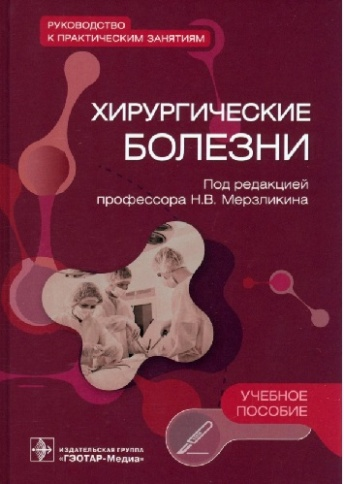 РУКОВОДСТВО
К ПРАКТИЧЕСКИМ ЗАНЯТИЯМ
ХИРУРГИЧЕСКИЕ
БОЛЕЗНИ
Под редакцией
профессора Н.В. Мерзликина
УЧЕБНОЕ
ПОСОБИЕ
ИЗДАТЕЛЬСКАЯ ГРУППА
«ГЭОТАР-Медиа»